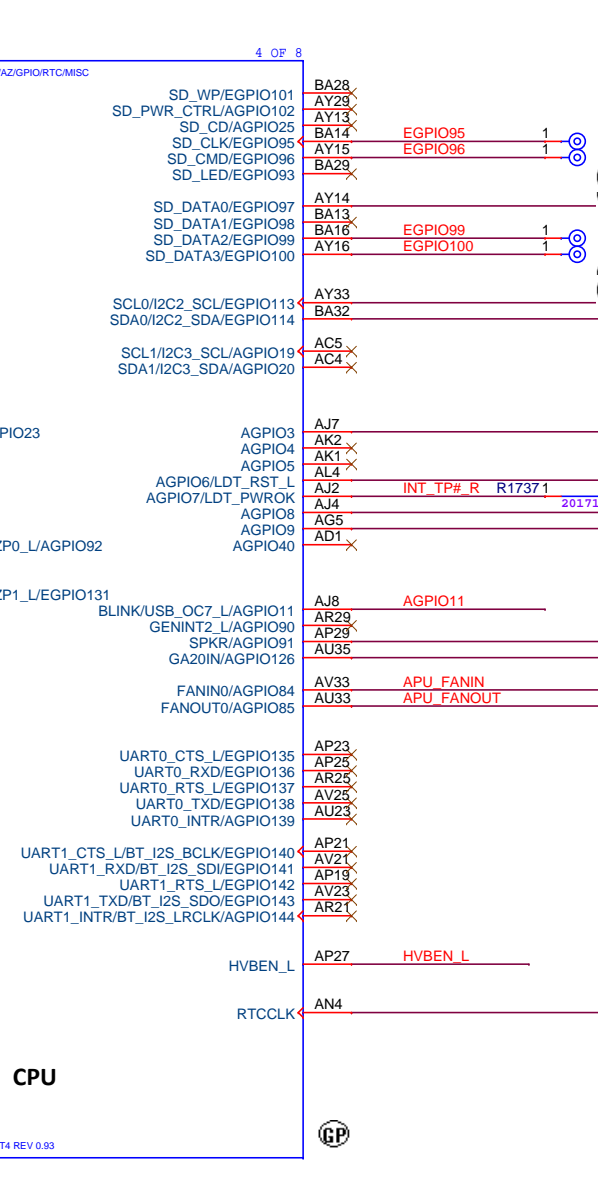 4 OF 8
/AZ/GPIO/RTC/MISC
SD_WP/EGPIO101 BA28
SD_PWR_CTRL/AGPIO102 AY29
SD_CD/AGPIO25 AY13
SD_CLK/EGPIO95 BA14 EGPIO95 1
SD_CMD/EGPIO96 AY15 EGPIO96 1
SD_LED/EGPIO93 BA29
SD_DATA0/EGPIO97 AY14
SD_DATA1/EGPIO98 BA13
SD_DATA2/EGPIO99 BA16 EGPIO99 1
SD_DATA3/EGPIO100 AY16 EGPIO100 1
SCL0/I2C2_SCL/EGPIO113 AY33
SDA0/I2C2_SDA/EGPIO114 BA32
SCL1/I2C3_SCL/AGPIO19 AC5
SDA1/I2C3_SDA/AGPIO20 AC4
PIO23 AGPIO3 AJ7
AGPIO4 AK2
AGPIO5 AK1
AGPIO6/LDT_RST_L AL4
AGPIO7/LDT_PWROK AJ2 INT_TP#_R R1737 1
AGPIO8 AJ4 20171
AGPIO9 AG5
ZP0_L/AGPIO92 AGPIO40 AD1
ZP1_L/EGPIO131
BLINK/USB_OC7_L/AGPIO11 AJ8 AGPIO11
GENINT2_L/AGPIO90 AR29
SPKR/AGPIO91 AP29
GA20IN/AGPIO126 AU35
FANIN0/AGPIO84 AV33 APU_FANIN
FANOUT0/AGPIO85 AU33 APU_FANOUT
UART0_CTS_L/EGPIO135 AP23
UART0_RXD/EGPIO136 AP25
UART0_RTS_L/EGPIO137 AR25
UART0_TXD/EGPIO138 AV25
UART0_INTR/AGPIO139 AU23
UART1_CTS_L/BT_I2S_BCLK/EGPIO140 AP21
UART1_RXD/BT_I2S_SDI/EGPIO141 AV21
UART1_RTS_L/EGPIO142 AP19
UART1_TXD/BT_I2S_SDO/EGPIO143 AV23
UART1_INTR/BT_I2S_LRCLK/AGPIO144 AR21
HVBEN_L AP27 HVBEN_L
RTCCLK AN4
CPU
GP
T4 REV 0.93